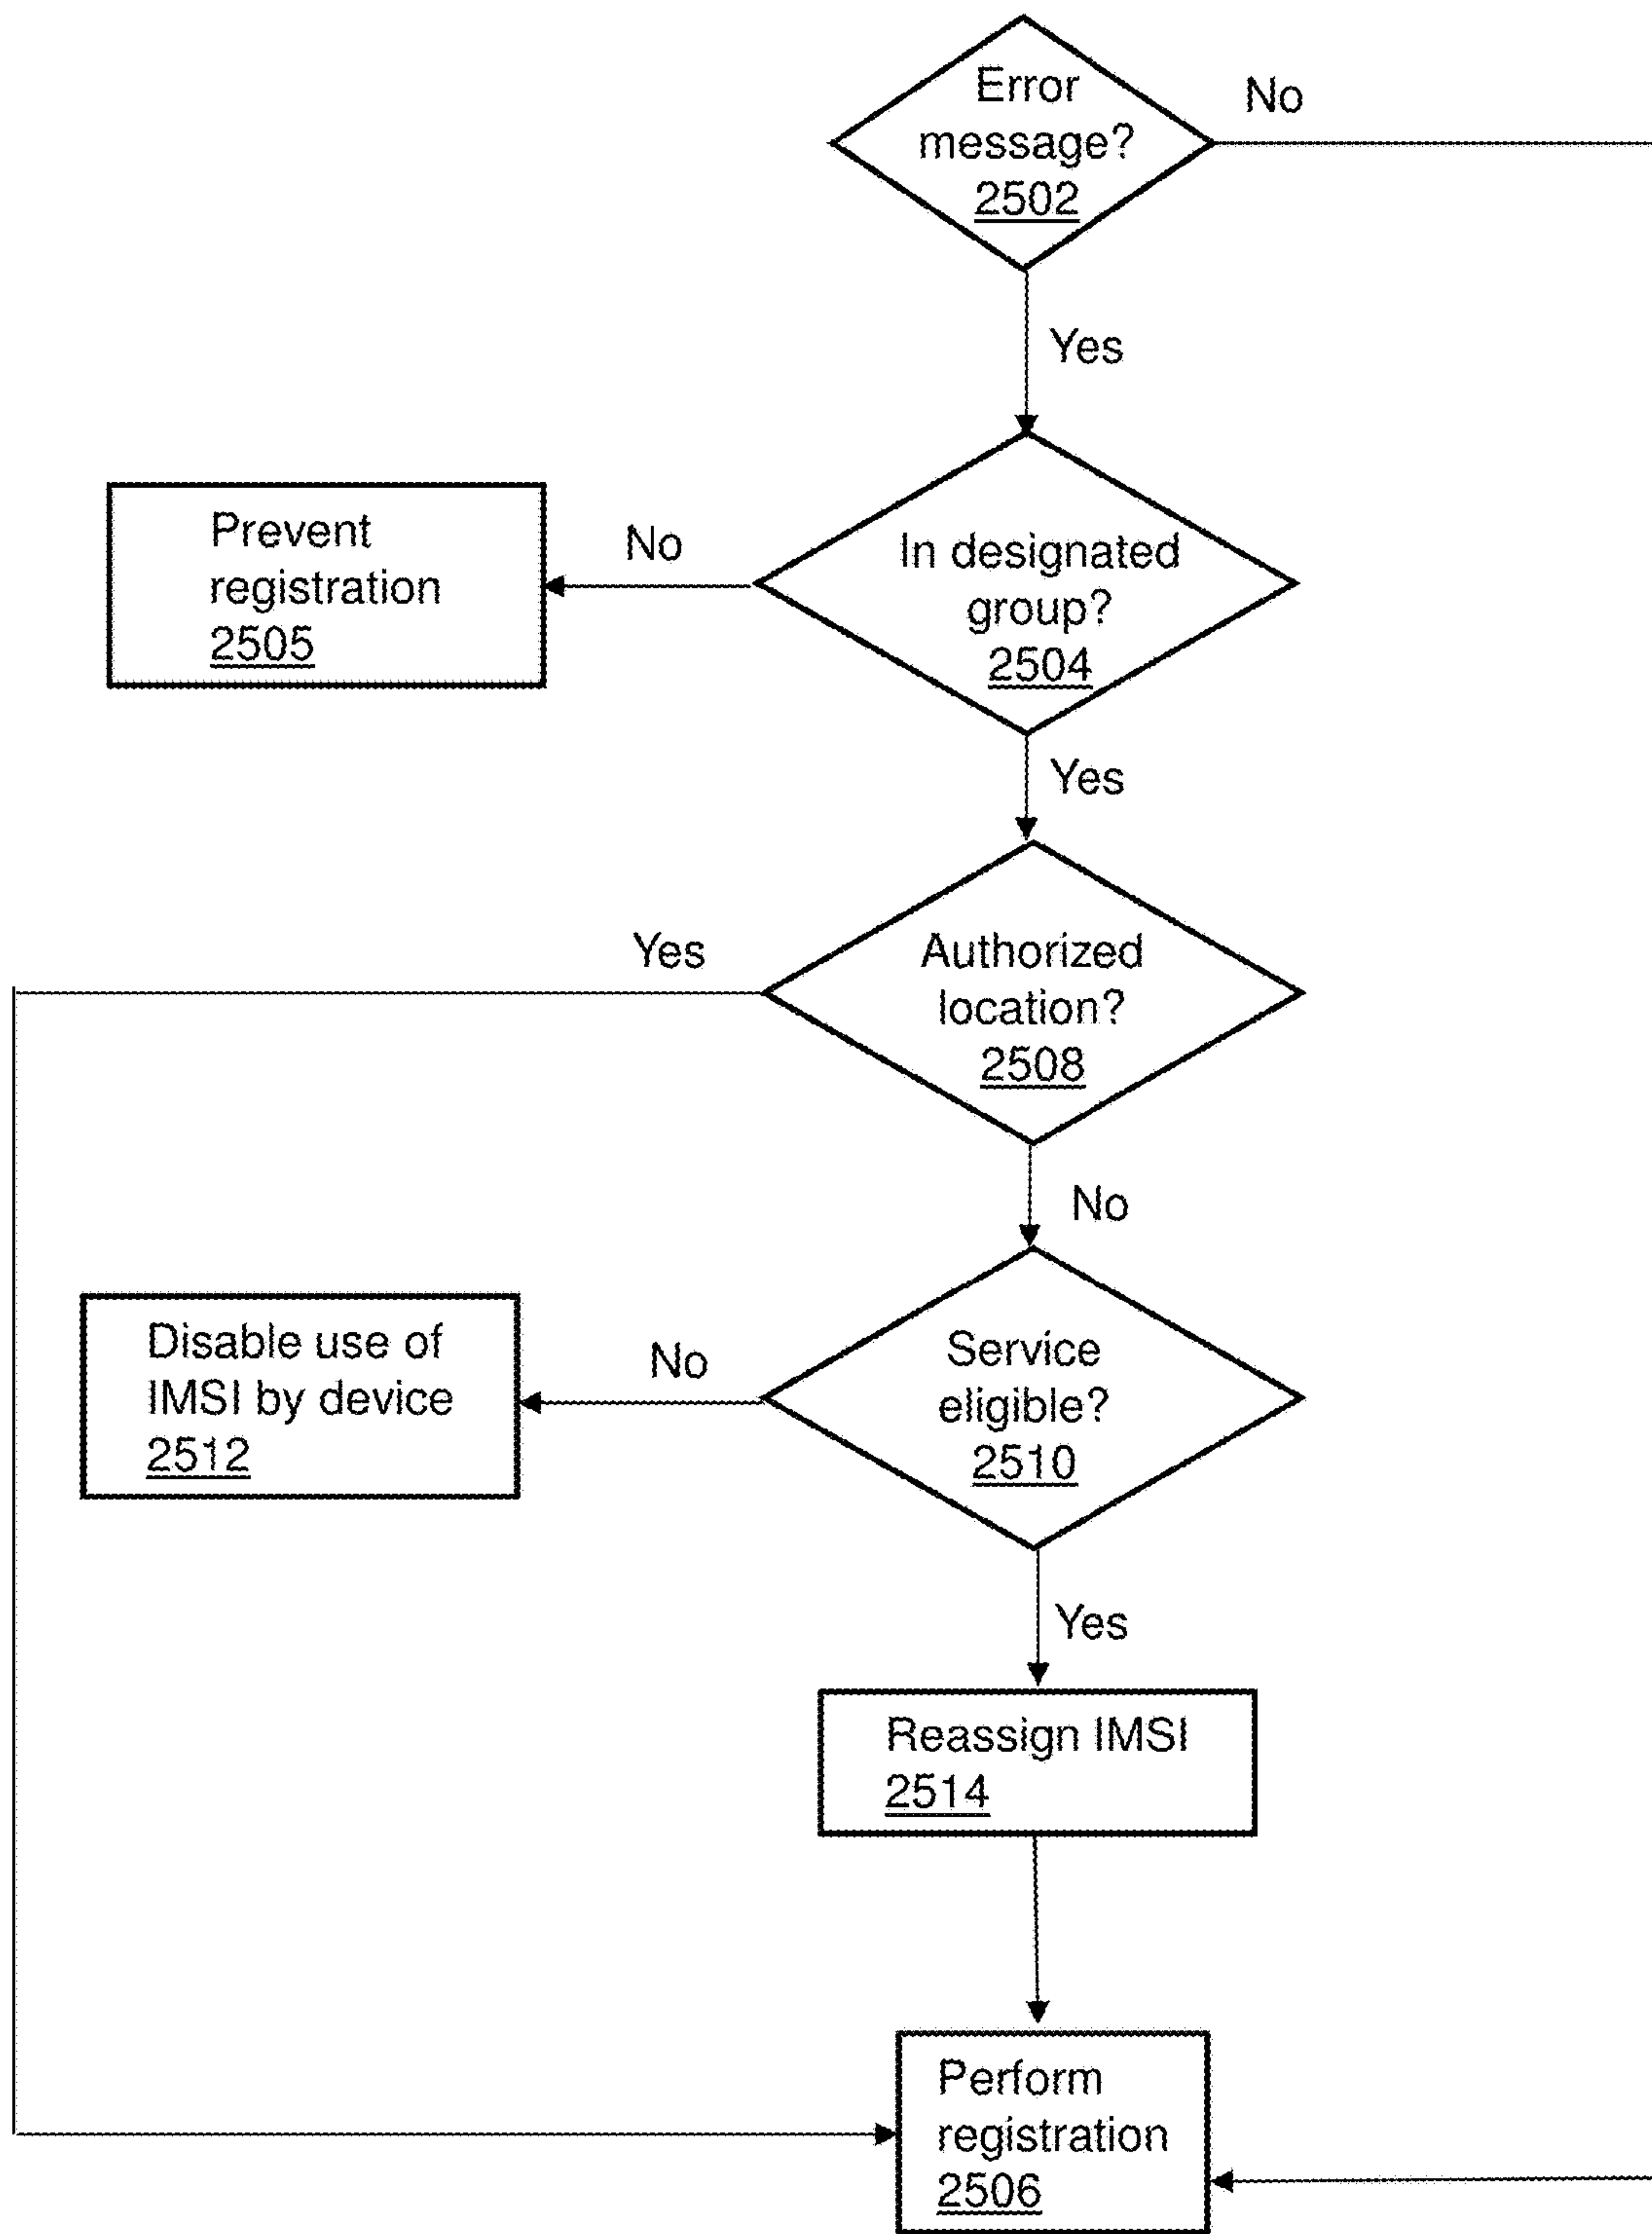 Error
message?
2502
No
Yes
In designated
group?
2504
No
Prevent
registration
2505
Yes
Authorized
location?
2508
Yes
No
Service
eligible?
2510
No
Disable use of
IMSI by device
2512
Yes
Reassign IMSI
2514
Perform
registration
2506